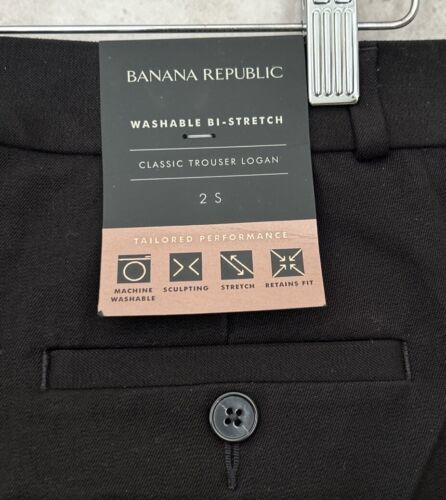 BANANA REPUBLIC
WASHABLE BI-STRETCH
CLASSIC TROUSER LOGAN
2 S
TAILORED PERFORMANCE
MACHINE WASHABLE
SCULPTING
STRETCH
RETAINS FIT